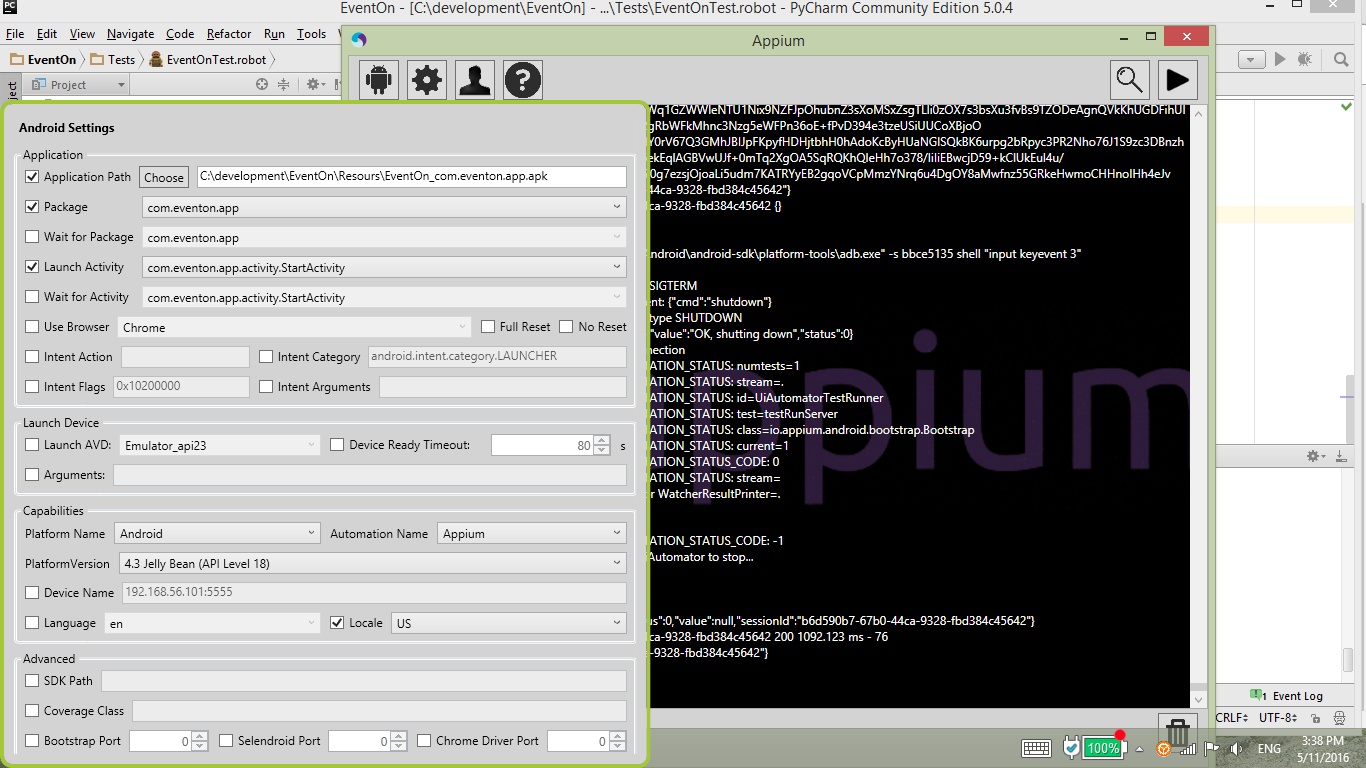 EventOn - [C:\development\EventOn] - ...\Tests\EventOnTest.robot - PyCharm Community Edition 5.0.4
File Edit View Navigate Code Refactor Run Tools
Appium
EventOn Tests EventOnTest.robot
Project
Android Settings
Application
Application Path Choose C:\development\EventOn\Resours\EventOn_com.eventon.app.apk
Package com.eventon.app
Wait for Package com.eventon.app
Launch Activity com.eventon.app.activity.StartActivity
Wait for Activity com.eventon.app.activity.StartActivity
Use Browser Chrome Full Reset No Reset
Intent Action Intent Category android.intent.category.LAUNCHER
Intent Flags 0x10200000 Intent Arguments
Launch Device
Launch AVD: Emulator_api23 Device Ready Timeout: 80 s
Arguments:
Capabilities
Platform Name Android Automation Name Appium
PlatformVersion 4.3 Jelly Bean (API Level 18)
Device Name 192.168.56.101:5555
Language en Locale US
Advanced
SDK Path
Coverage Class
Bootstrap Port 0 Selendroid Port 0 Chrome Driver Port 0
44ca-9328-fbd384c45642"}
ca-9328-fbd384c45642 {}
ndroid\android-sdk\platform-tools\adb.exe" -s bbce5135 shell "input keyevent 3"
SIGTERM
ent: {"cmd":"shutdown"}
type SHUTDOWN
"value":"OK, shutting down","status":0}
nection
ATION_STATUS: numtests=1
ATION_STATUS: stream=.
ATION_STATUS: id=UiAutomatorTestRunner
ATION_STATUS: test=testRunServer
ATION_STATUS: class=io.appium.android.bootstrap.Bootstrap
ATION_STATUS: current=1
ATION_STATUS_CODE: 0
ATION_STATUS: stream=
or WatcherResultPrinter=.
ATION_STATUS_CODE: -1
Automator to stop...
us":0,"value":null,"sessionId":"b6d590b7-67b0-44ca-9328-fbd384c45642"}
ca-9328-fbd384c45642 200 1092.123 ms - 76
a-9328-fbd384c45642"}
ppium
1 Event Log
CRLF UTF-8
100% ENG 3:38 PM
5/11/2016